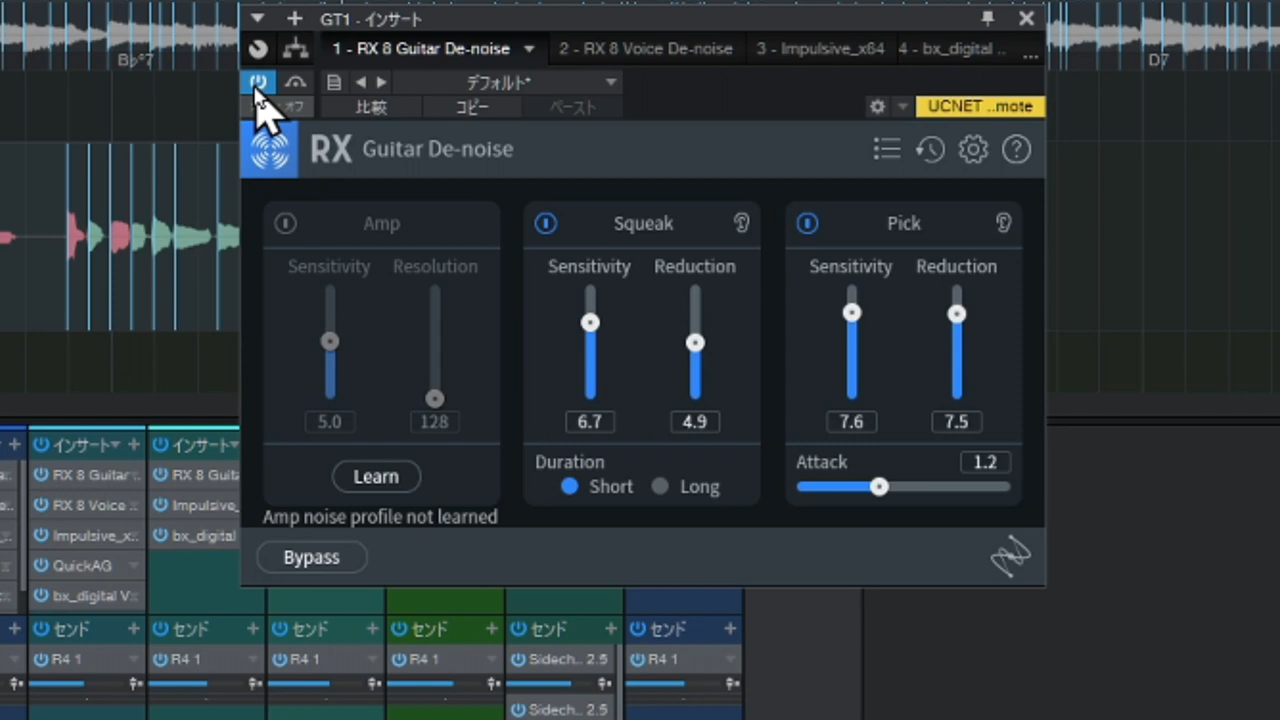 GT1 - インサート
1 - RX 8 Guitar De-noise
2 - RX 8 Voice De-noise
3 - Impulsive_x64
4 - bx_digital ..
...
B♭°7
D7
デフォルト*
オフ
比較
コピー
ペースト
UCNET ..mote
RX Guitar De-noise
Amp
Squeak
Pick
Sensitivity
Resolution
Sensitivity
Reduction
Sensitivity
Reduction
5.0
128
6.7
4.9
7.6
7.5
Learn
Duration
Short
Long
Attack
1.2
Amp noise profile not learned
Bypass
インサート
インサート
RX 8 Guitar
RX 8 Guita
RX 8 Voice
Impulsive_
Impulsive_x..
bx_digital
QuickAG
bx_digital V
センド
センド
センド
センド
センド
センド
R4 1
R4 1
R4 1
R4 1
Sidech.. 2.5
R4 1
Sidech.. 2.5